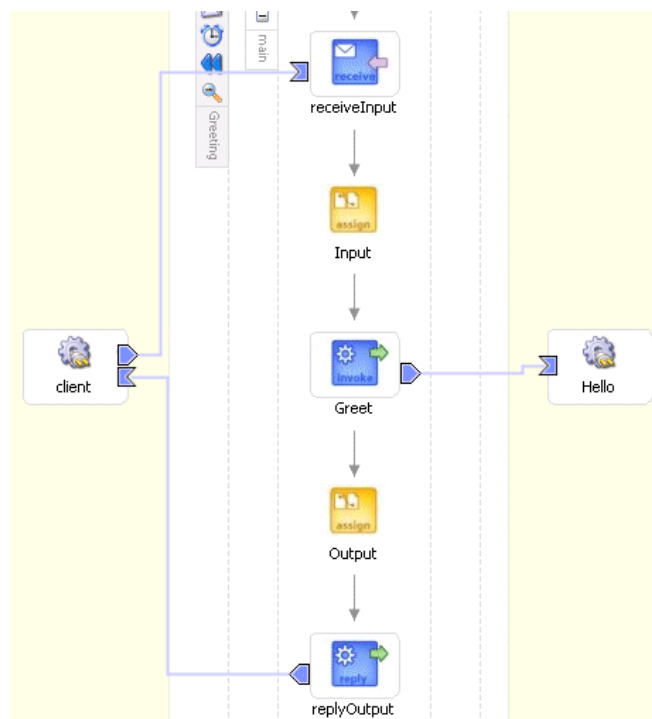 main
Greeting
receive
receiveInput
assign
Input
client
invoke
Greet
Hello
assign
Output
reply
replyOutput